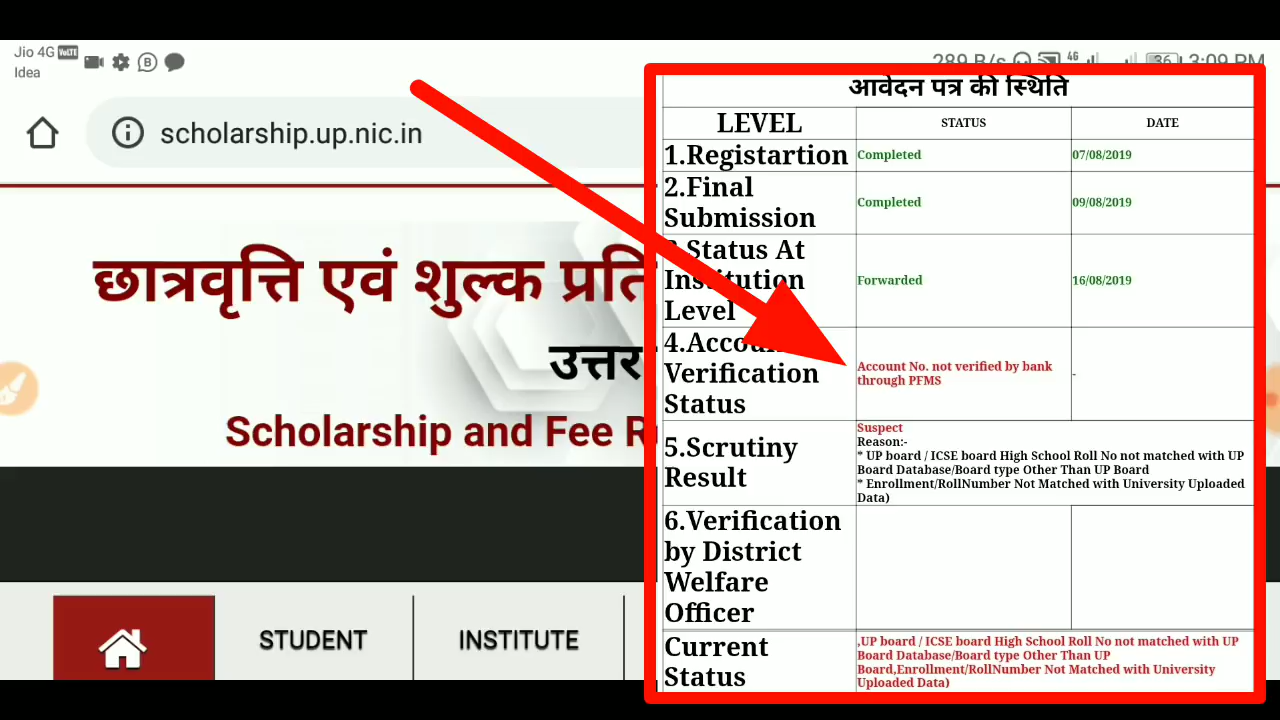 Jio 4G VoLTE
Idea
289 B/s 4G 36 3:09 PM
scholarship.up.nic.in
छात्रवृत्ति एवं शुल्क प्रति
उत्तर
Scholarship and Fee R
STUDENT
INSTITUTE
आवेदन पत्र की स्थिति
LEVEL STATUS DATE
1.Registartion Completed 07/08/2019
2.Final
Submission
Completed 09/08/2019
Status At
Institution
Level
Forwarded 16/08/2019
4.Account
Verification
Status
Account No. not verified by bank
through PFMS
-
5.Scrutiny
Result
Suspect
Reason:-
* UP board / ICSE board High School Roll No not matched with UP
Board Database/Board type Other Than UP Board
* Enrollment/RollNumber Not Matched with University Uploaded
Data)
6.Verification
by District
Welfare
Officer
Current
Status
,UP board / ICSE board High School Roll No not matched with UP
Board Database/Board type Other Than UP
Board,Enrollment/RollNumber Not Matched with University
Uploaded Data)